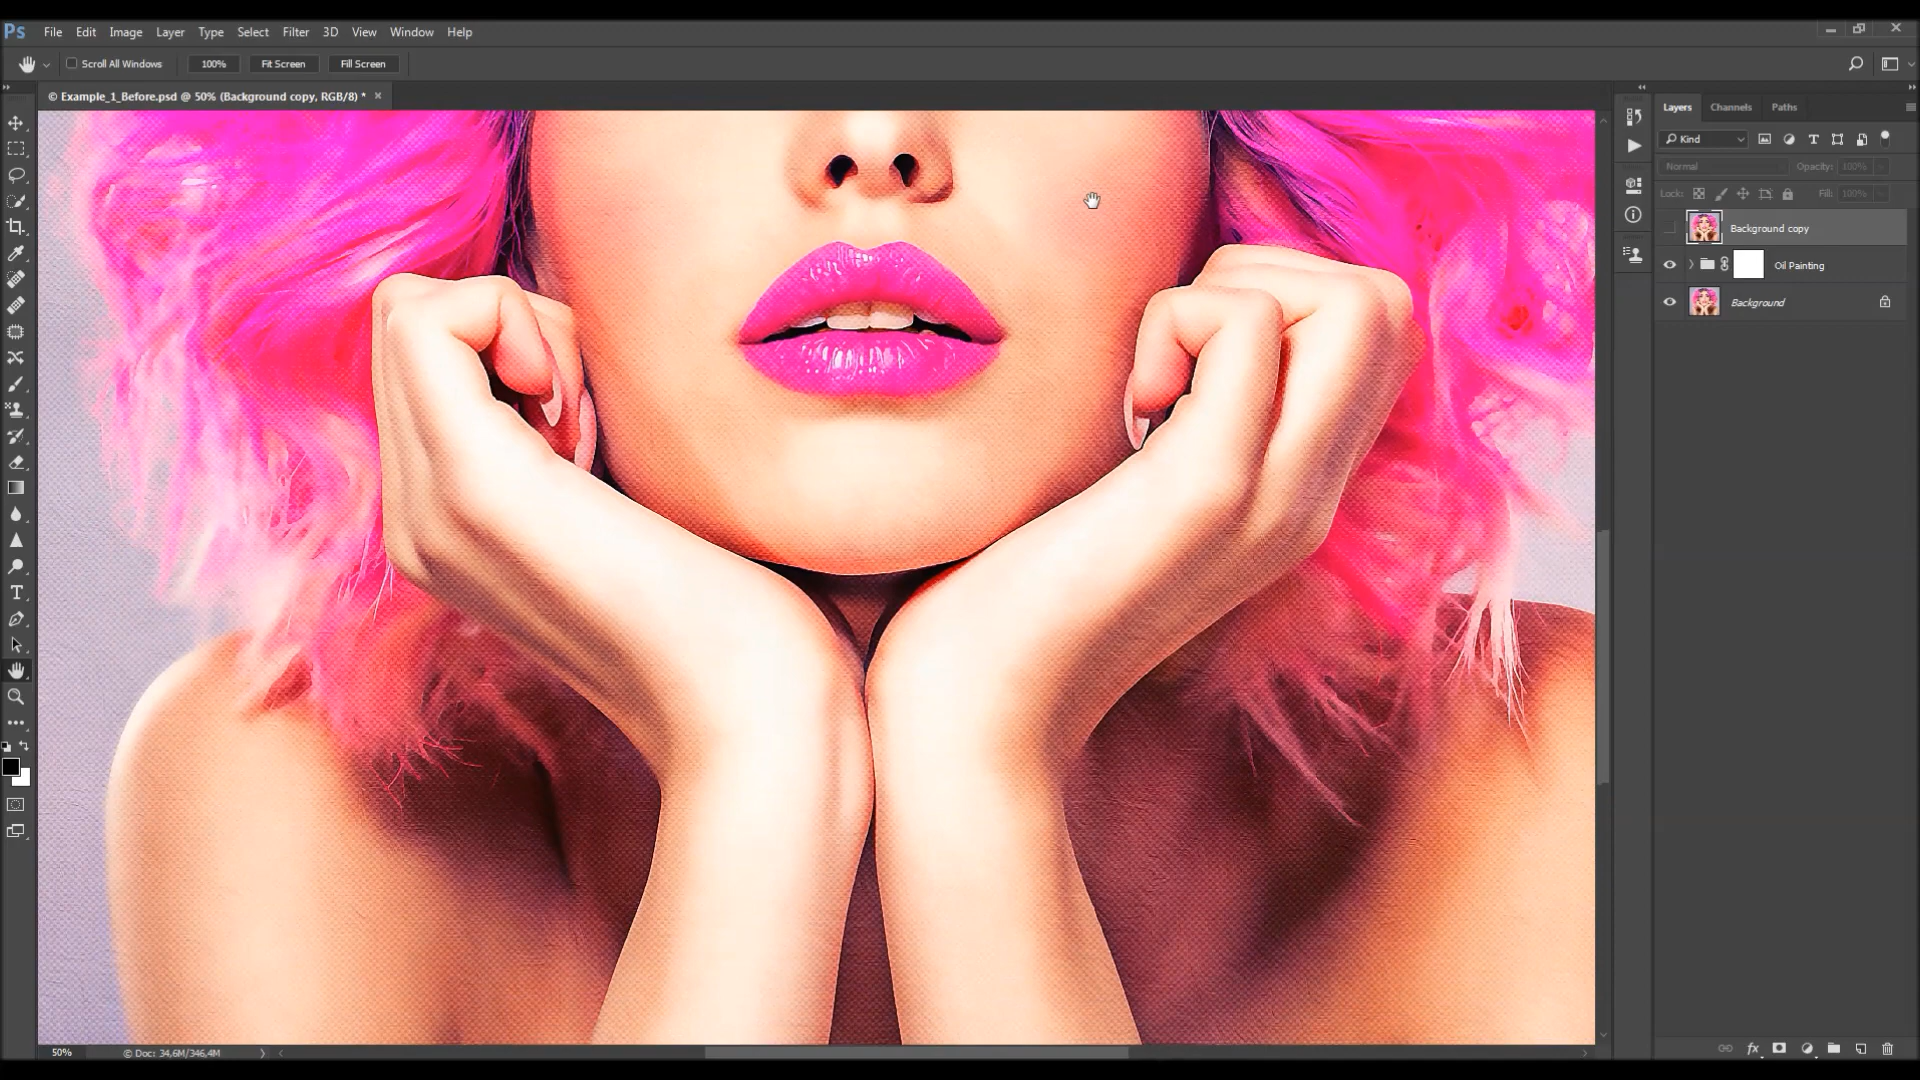 Ps File Edit Image Layer Type Select Filter 3D View Window Help
Scroll All Windows 100% Fit Screen Fill Screen
© Example_1_Before.psd @ 50% (Background copy, RGB/8) * ×
Layers Channels Paths
Kind
Normal Opacity: 100%
Lock: Fill: 100%
Background copy
Oil Painting
Background
50% © Doc: 34,6M/346,4M